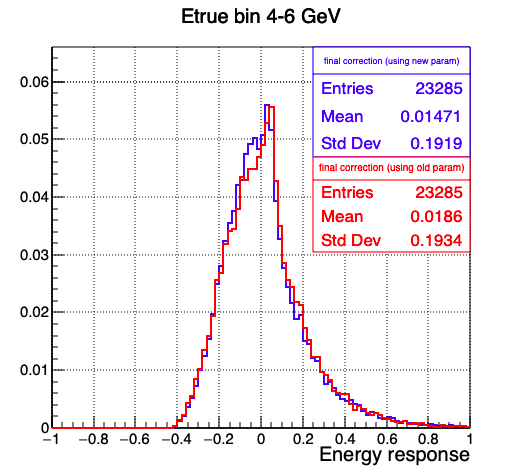 Etrue bin 4-6 GeV
final correction (using new param)
Entries 23285
Mean 0.01471
Std Dev 0.1919
final correction (using old param)
Entries 23285
Mean 0.0186
Std Dev 0.1934
0.06
0.05
0.04
0.03
0.02
0.01
0
−1 −0.8 −0.6 −0.4 −0.2 0 0.2 0.4 0.6 0.8 1
Energy response